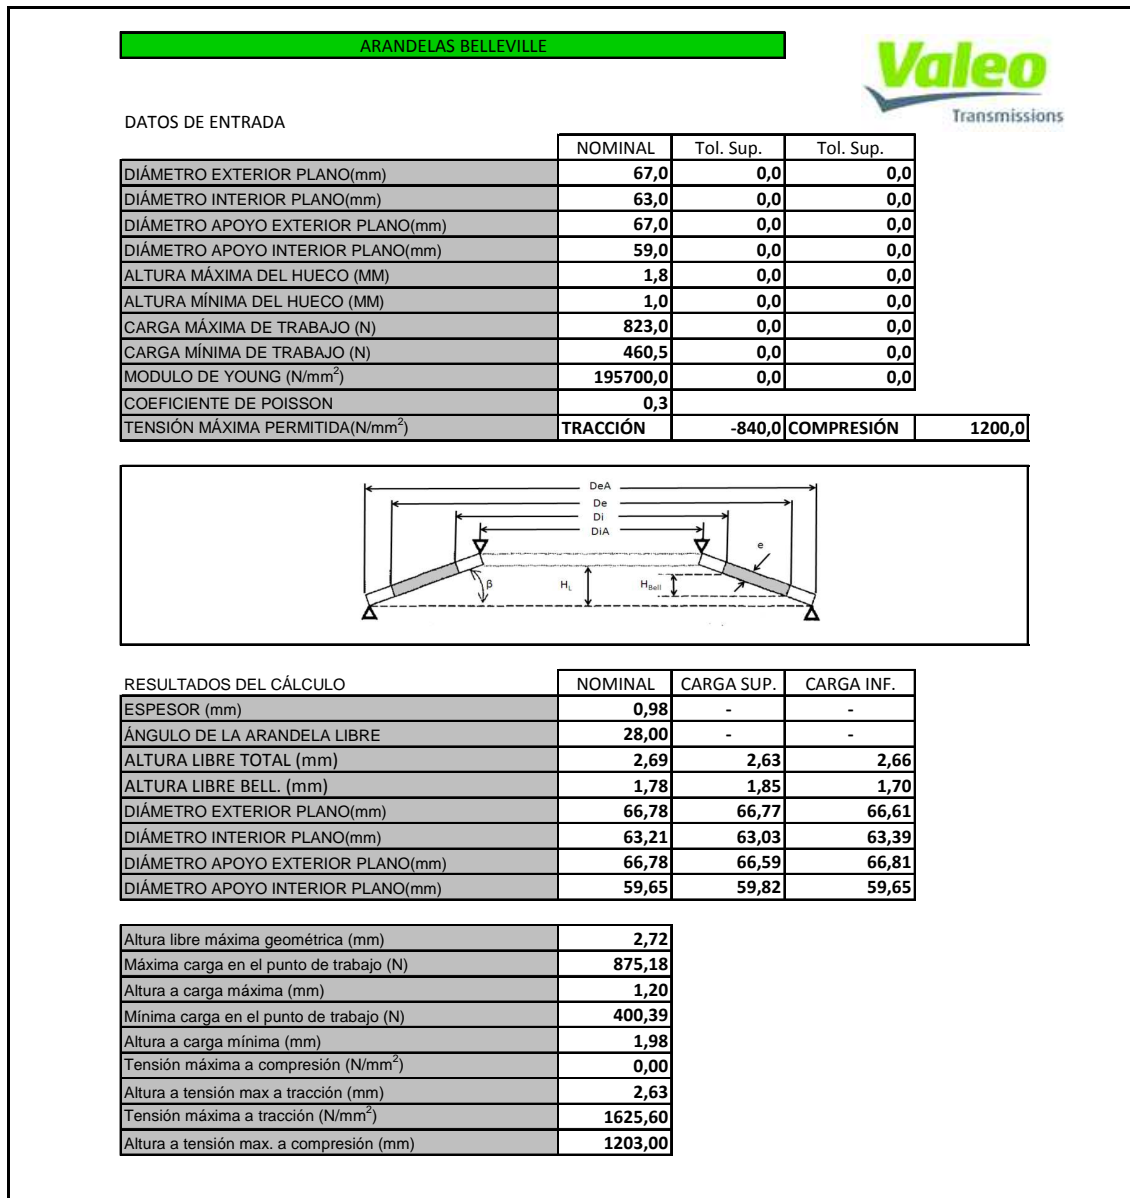 ARANDELAS BELLEVILLE
Valeo
Transmissions
DATOS DE ENTRADA
NOMINAL Tol. Sup. Tol. Sup.
DIÁMETRO EXTERIOR PLANO(mm) 67,0 0,0 0,0
DIÁMETRO INTERIOR PLANO(mm) 63,0 0,0 0,0
DIÁMETRO APOYO EXTERIOR PLANO(mm) 67,0 0,0 0,0
DIÁMETRO APOYO INTERIOR PLANO(mm) 59,0 0,0 0,0
ALTURA MÁXIMA DEL HUECO (MM) 1,8 0,0 0,0
ALTURA MÍNIMA DEL HUECO (MM) 1,0 0,0 0,0
CARGA MÁXIMA DE TRABAJO (N) 823,0 0,0 0,0
CARGA MÍNIMA DE TRABAJO (N) 460,5 0,0 0,0
MODULO DE YOUNG (N/mm²) 195700,0 0,0 0,0
COEFICIENTE DE POISSON 0,3
TENSIÓN MÁXIMA PERMITIDA(N/mm²) TRACCIÓN -840,0 COMPRESIÓN 1200,0
DeA
De
Di
DiA
e
β
H_L
H_Bell
RESULTADOS DEL CÁLCULO NOMINAL CARGA SUP. CARGA INF.
ESPESOR (mm) 0,98 - -
ÁNGULO DE LA ARANDELA LIBRE 28,00 - -
ALTURA LIBRE TOTAL (mm) 2,69 2,63 2,66
ALTURA LIBRE BELL. (mm) 1,78 1,85 1,70
DIÁMETRO EXTERIOR PLANO(mm) 66,78 66,77 66,61
DIÁMETRO INTERIOR PLANO(mm) 63,21 63,03 63,39
DIÁMETRO APOYO EXTERIOR PLANO(mm) 66,78 66,59 66,81
DIÁMETRO APOYO INTERIOR PLANO(mm) 59,65 59,82 59,65
Altura libre máxima geométrica (mm) 2,72
Máxima carga en el punto de trabajo (N) 875,18
Altura a carga máxima (mm) 1,20
Mínima carga en el punto de trabajo (N) 400,39
Altura a carga mínima (mm) 1,98
Tensión máxima a compresión (N/mm²) 0,00
Altura a tensión max a tracción (mm) 2,63
Tensión máxima a tracción (N/mm²) 1625,60
Altura a tensión max. a compresión (mm) 1203,00